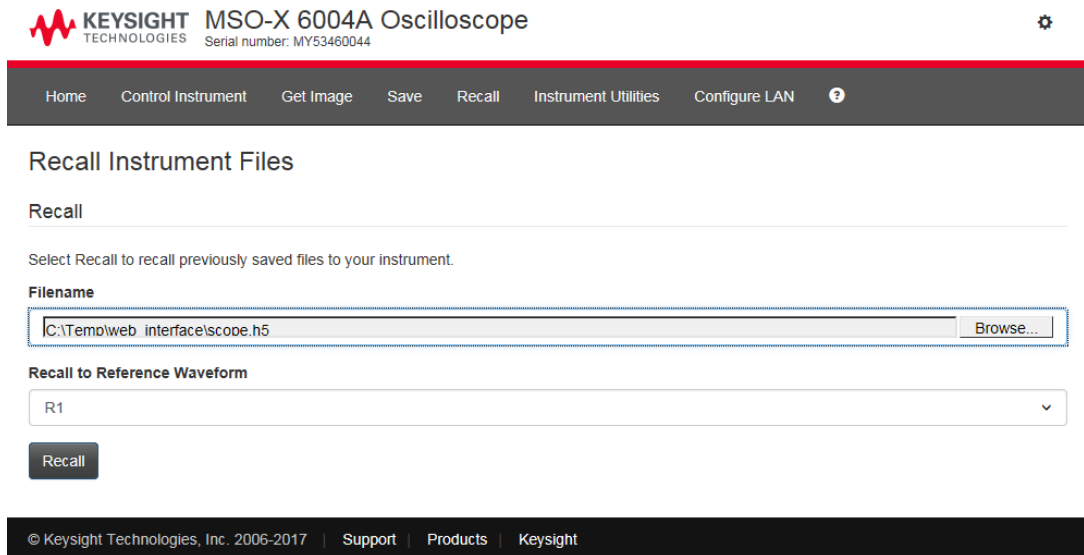 KEYSIGHT TECHNOLOGIES MSO-X 6004A Oscilloscope
Serial number: MY53460044
Home Control Instrument Get Image Save Recall Instrument Utilities Configure LAN ?
Recall Instrument Files
Recall
Select Recall to recall previously saved files to your instrument.
Filename
C:\Temp\web_interface\scope.h5 Browse...
Recall to Reference Waveform
R1
Recall
© Keysight Technologies, Inc. 2006-2017 | Support | Products | Keysight